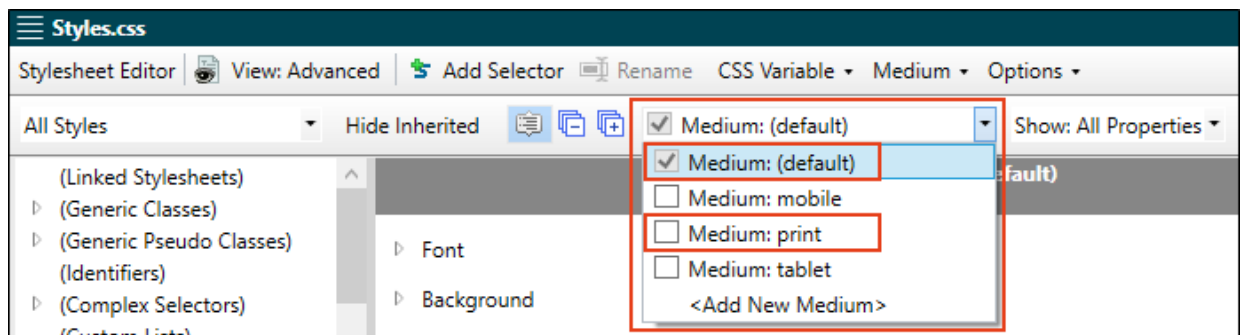 Styles.css
Stylesheet Editor View: Advanced Add Selector Rename CSS Variable Medium Options
All Styles Hide Inherited Medium: (default) Show: All Properties
(Linked Stylesheets)
(Generic Classes)
(Generic Pseudo Classes)
(Identifiers)
(Complex Selectors)
(Custom Lists)
Medium: (default)
Medium: mobile
Medium: print
Medium: tablet
<Add New Medium>
efault)
Font
Background